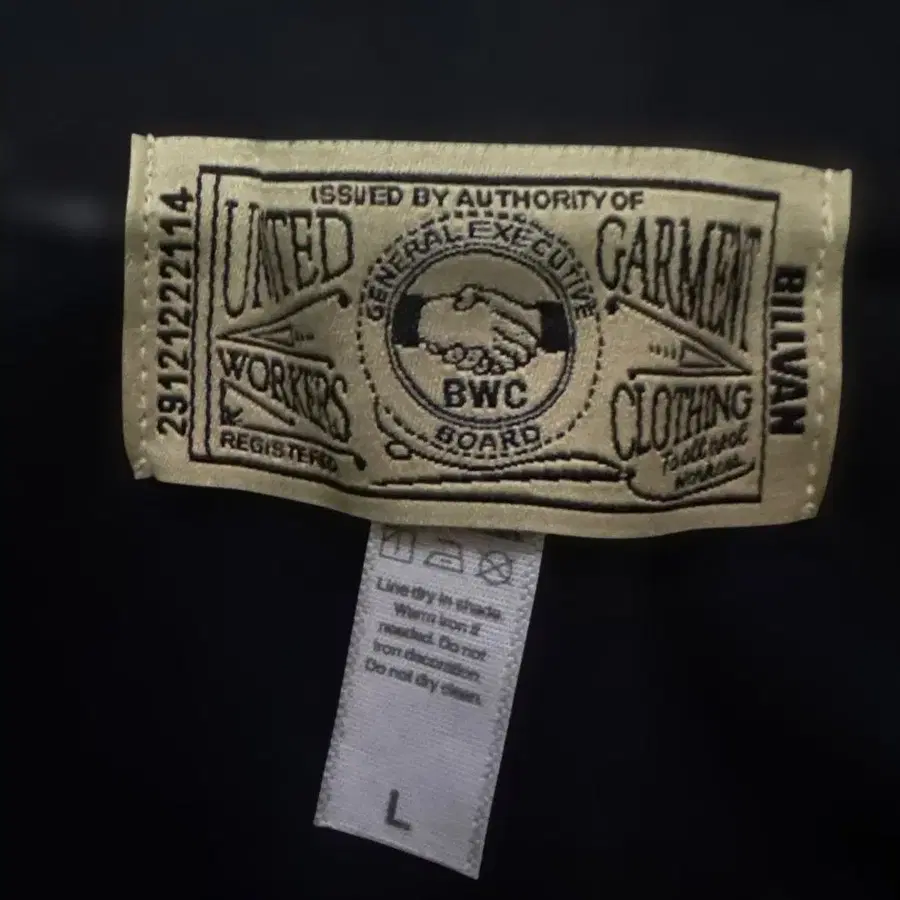 ISSUED BY AUTHORITY OF
UNITED
GENERAL EXECUTIVE
GARMENT
WORKERS
BWC
CLOTHING
BOARD
REGISTERED
To all real
workers
29121222114
BILLVAN
Line dry in shade.
Warm iron if
needed. Do not
iron decoration.
Do not dry clean.
L